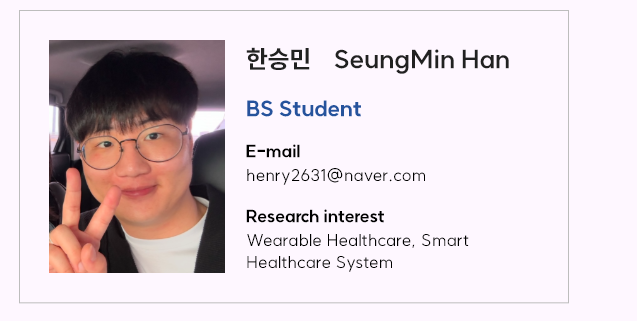 한승민 SeungMin Han
BS Student
E-mail
henry2631@naver.com
Research interest
Wearable Healthcare, Smart
Healthcare System